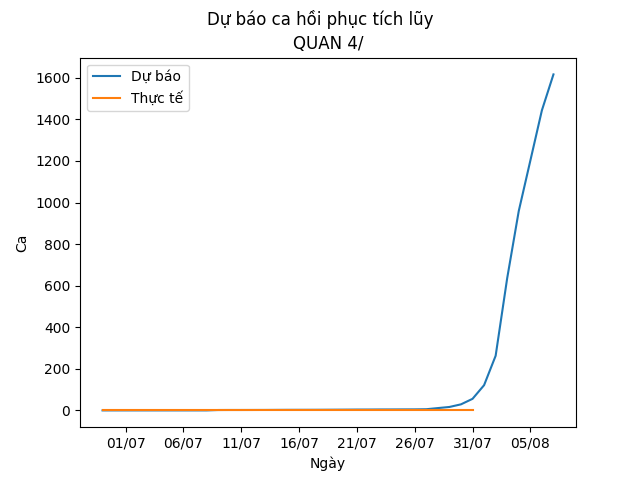 Dự báo ca hồi phục tích lũy
QUAN 4/
Dự báo
Thực tế
1600
1400
1200
1000
800
600
400
200
0
Ca
01/07 06/07 11/07 16/07 21/07 26/07 31/07 05/08
Ngày